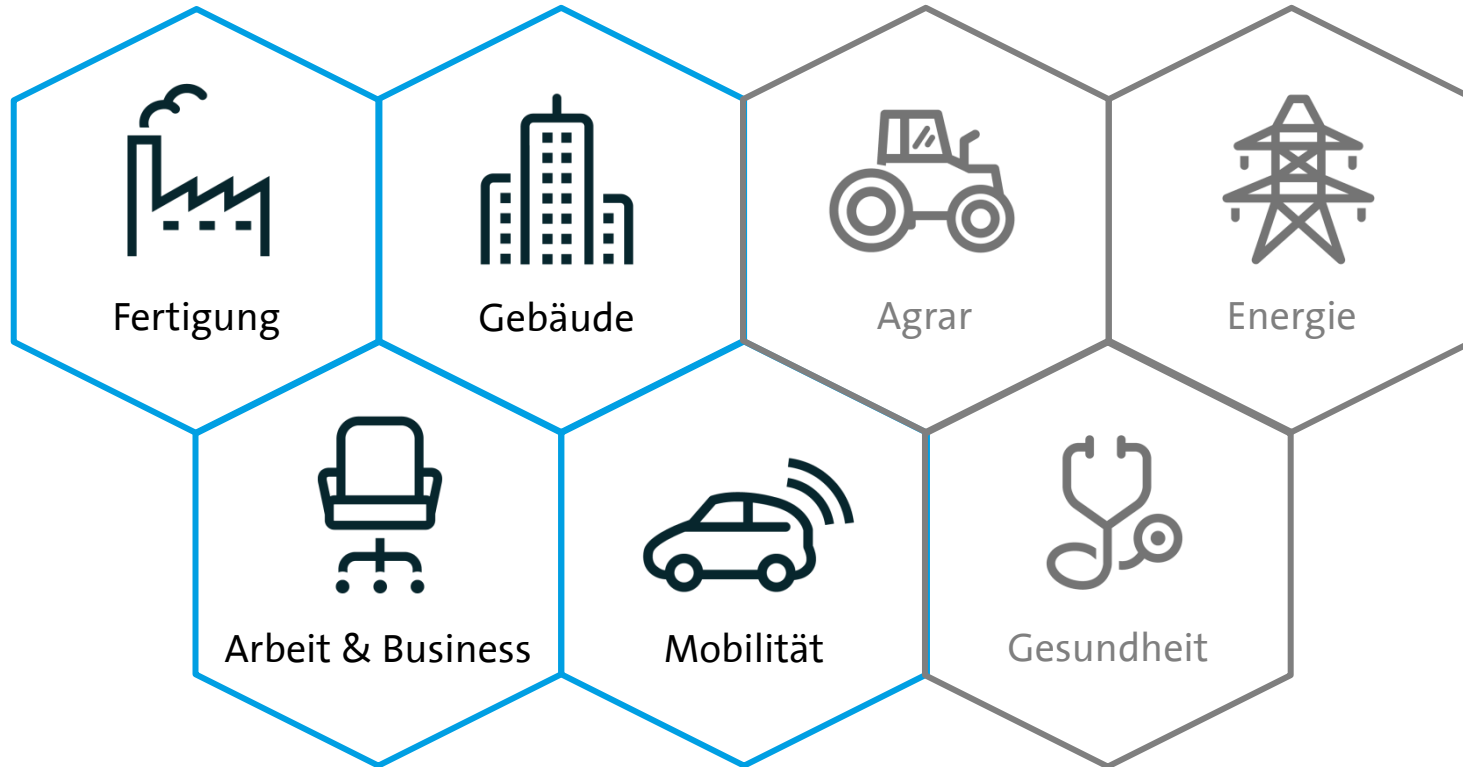 Fertigung
Gebäude
Agrar
Energie
Arbeit & Business
Mobilität
Gesundheit